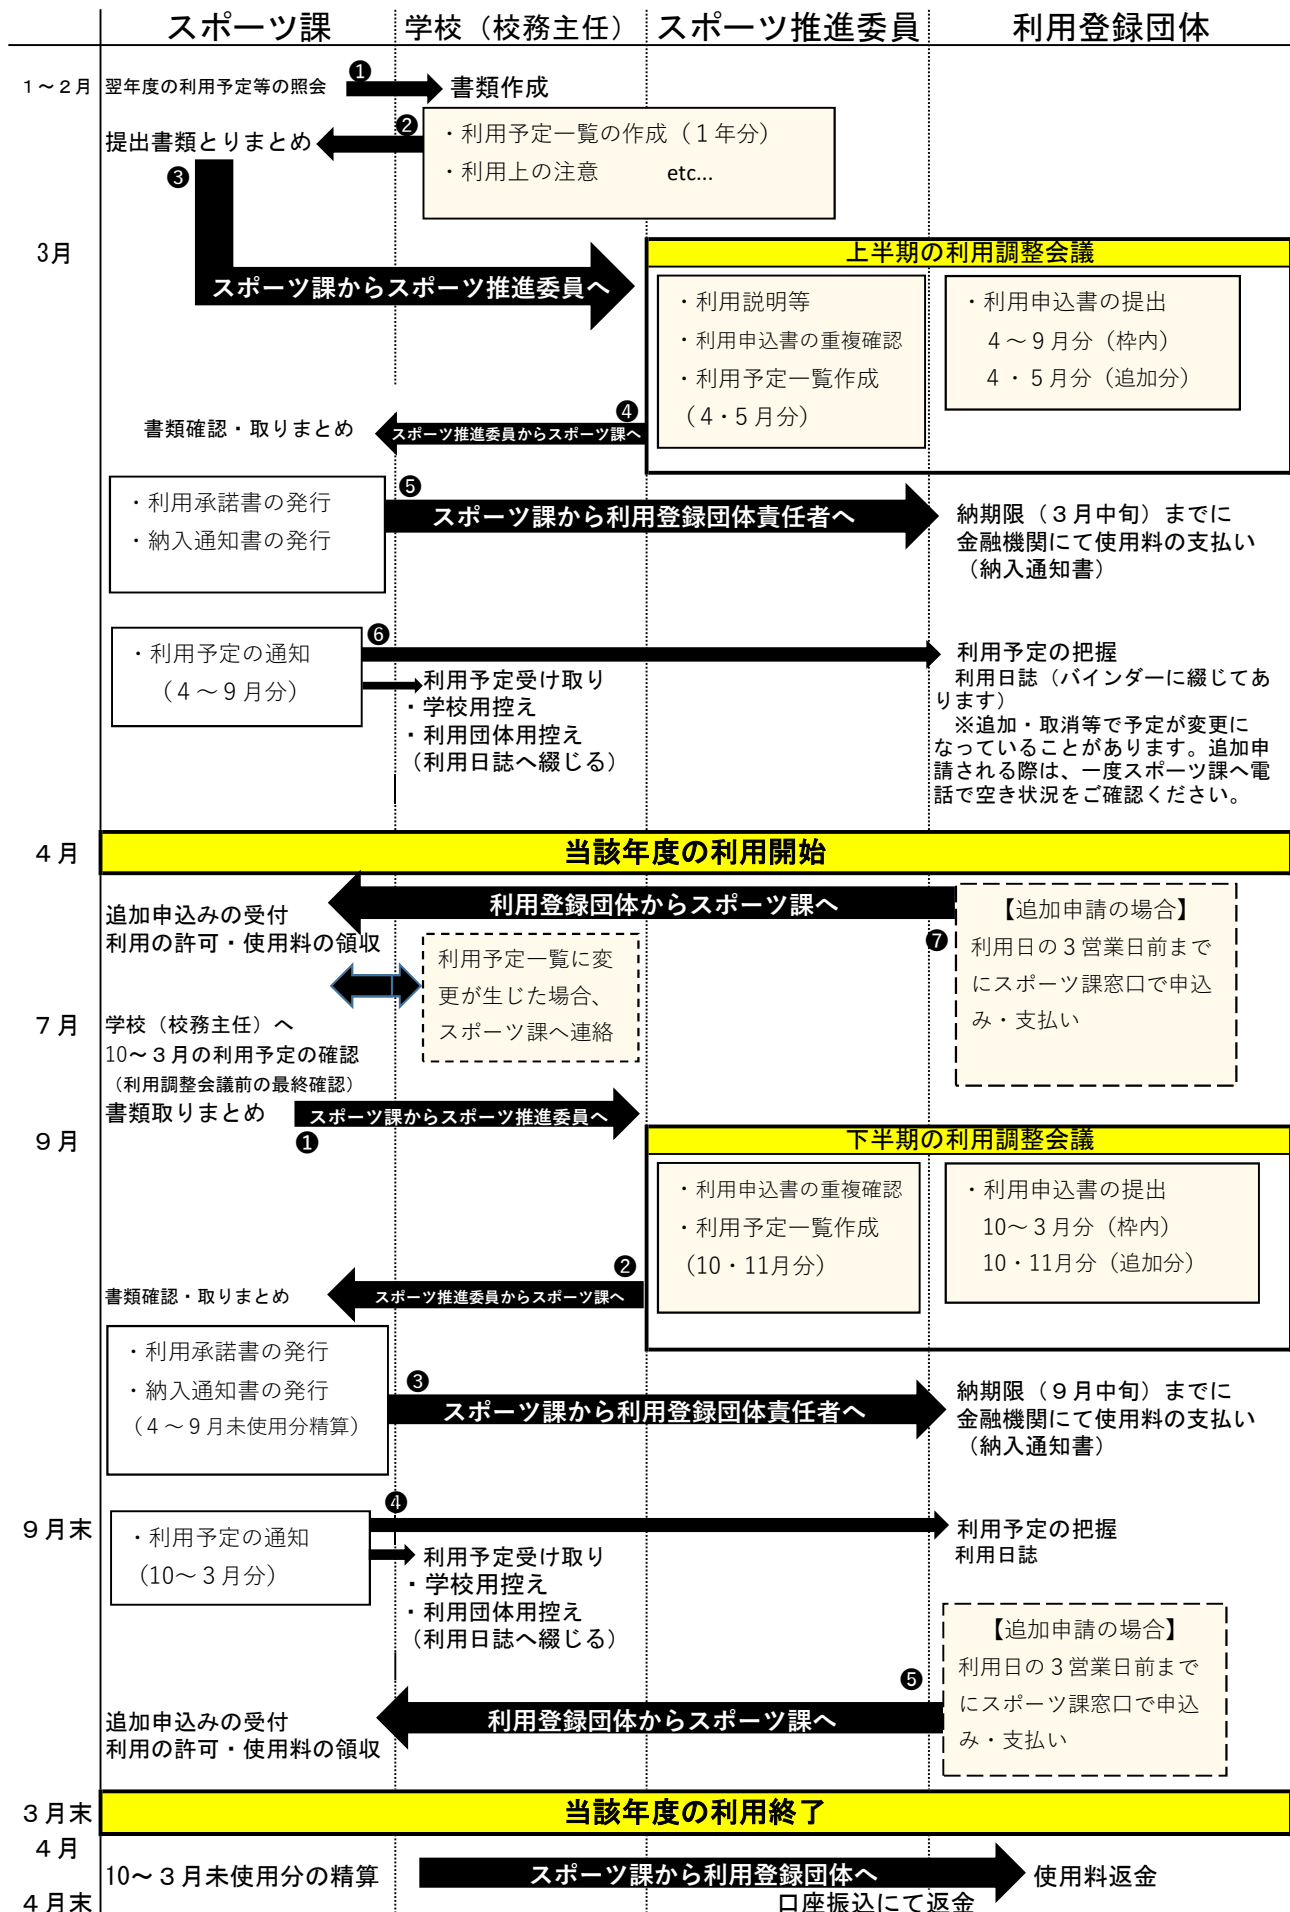 スポーツ課
学校（校務主任）
スポーツ推進委員
利用登録団体
１～２月
翌年度の利用予定等の照会
❶
書類作成
提出書類とりまとめ
❷
・利用予定一覧の作成（１年分）
・利用上の注意　　　etc...
❸
3月
スポーツ課からスポーツ推進委員へ
上半期の利用調整会議
・利用説明等
・利用申込書の重複確認
・利用予定一覧作成
（４・５月分）
・利用申込書の提出
４～９月分（枠内）
４・５月分（追加分）
書類確認・取りまとめ
❹
スポーツ推進委員からスポーツ課へ
・利用承諾書の発行
・納入通知書の発行
❺
スポーツ課から利用登録団体責任者へ
納期限（３月中旬）までに
金融機関にて使用料の支払い
（納入通知書）
・利用予定の通知
（４～９月分）
❻
利用予定受け取り
・学校用控え
・利用団体用控え
（利用日誌へ綴じる）
利用予定の把握
利用日誌（バインダーに綴じてあ
ります）
※追加・取消等で予定が変更に
なっていることがあります。追加申
請される際は、一度スポーツ課へ電
話で空き状況をご確認ください。
４月
当該年度の利用開始
追加申込みの受付
利用の許可・使用料の領収
利用登録団体からスポーツ課へ
❼
【追加申請の場合】
利用日の３営業日前まで
にスポーツ課窓口で申込
み・支払い
利用予定一覧に変
更が生じた場合、
スポーツ課へ連絡
７月
学校（校務主任）へ
10～３月の利用予定の確認
（利用調整会議前の最終確認）
書類取りまとめ
スポーツ課からスポーツ推進委員へ
❶
９月
下半期の利用調整会議
・利用申込書の重複確認
・利用予定一覧作成
（10・11月分）
・利用申込書の提出
10～３月分（枠内）
10・11月分（追加分）
書類確認・取りまとめ
❷
スポーツ推進委員からスポーツ課へ
・利用承諾書の発行
・納入通知書の発行
（４～９月未使用分精算）
❸
スポーツ課から利用登録団体責任者へ
納期限（９月中旬）までに
金融機関にて使用料の支払い
（納入通知書）
９月末
・利用予定の通知
（10～３月分）
❹
利用予定受け取り
・学校用控え
・利用団体用控え
（利用日誌へ綴じる）
利用予定の把握
利用日誌
【追加申請の場合】
利用日の３営業日前まで
にスポーツ課窓口で申込
み・支払い
❺
追加申込みの受付
利用の許可・使用料の領収
利用登録団体からスポーツ課へ
３月末
当該年度の利用終了
４月
10～３月未使用分の精算
スポーツ課から利用登録団体へ
使用料返金
４月末
口座振込にて返金